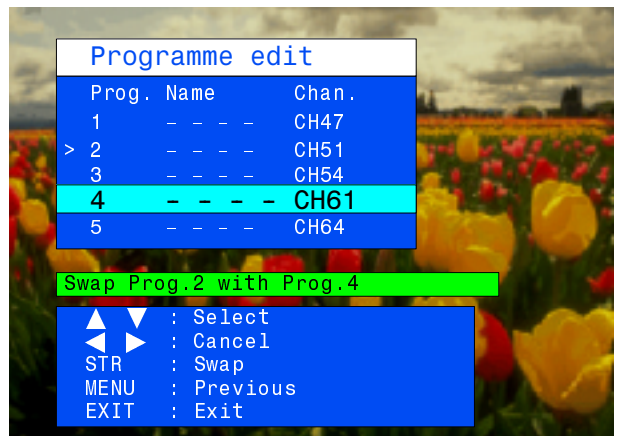 Programme edit
Prog. Name Chan.
1 - - - - CH47
> 2 - - - - CH51
3 - - - - CH54
4 - - - - CH61
5 - - - - CH64
Swap Prog.2 with Prog.4
▲ ▼ : Select
◀ ▶ : Cancel
STR : Swap
MENU : Previous
EXIT : Exit